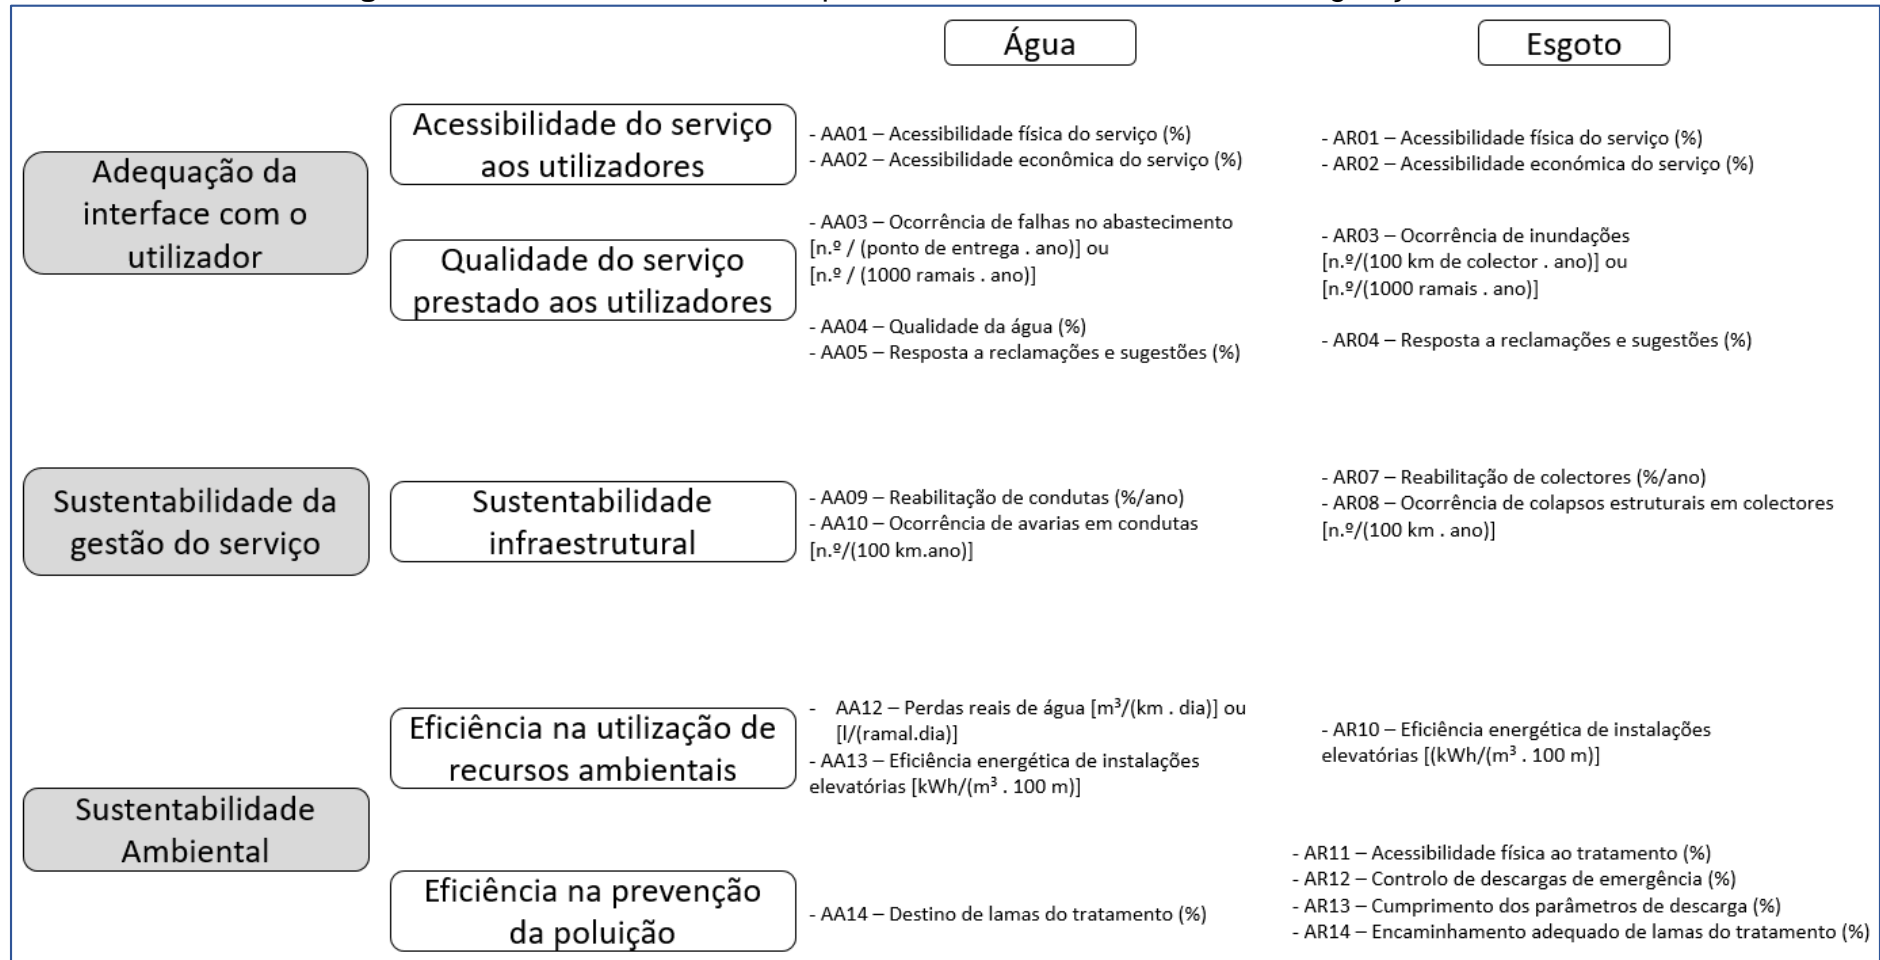 Água
Esgoto
Adequação da
interface com o
utilizador
Acessibilidade do serviço
aos utilizadores
- AA01 – Acessibilidade física do serviço (%)
- AA02 – Acessibilidade econômica do serviço (%)
- AR01 – Acessibilidade física do serviço (%)
- AR02 – Acessibilidade económica do serviço (%)
Qualidade do serviço
prestado aos utilizadores
- AA03 – Ocorrência de falhas no abastecimento
[n.º / (ponto de entrega . ano)] ou
[n.º / (1000 ramais . ano)]
- AA04 – Qualidade da água (%)
- AA05 – Resposta a reclamações e sugestões (%)
- AR03 – Ocorrência de inundações
[n.º/(100 km de colector . ano)] ou
[n.º/(1000 ramais . ano)]
- AR04 – Resposta a reclamações e sugestões (%)
Sustentabilidade da
gestão do serviço
Sustentabilidade
infraestrutural
- AA09 – Reabilitação de condutas (%/ano)
- AA10 – Ocorrência de avarias em condutas
[n.º/(100 km.ano)]
- AR07 – Reabilitação de colectores (%/ano)
- AR08 – Ocorrência de colapsos estruturais em colectores
[n.º/(100 km . ano)]
Sustentabilidade
Ambiental
Eficiência na utilização de
recursos ambientais
- AA12 – Perdas reais de água [m³/(km . dia)] ou
[l/(ramal.dia)]
- AA13 – Eficiência energética de instalações
elevatórias [kWh/(m³ . 100 m)]
- AR10 – Eficiência energética de instalações
elevatórias [(kWh/(m³ . 100 m)]
Eficiência na prevenção
da poluição
- AA14 – Destino de lamas do tratamento (%)
- AR11 – Acessibilidade física ao tratamento (%)
- AR12 – Controlo de descargas de emergência (%)
- AR13 – Cumprimento dos parâmetros de descarga (%)
- AR14 – Encaminhamento adequado de lamas do tratamento (%)